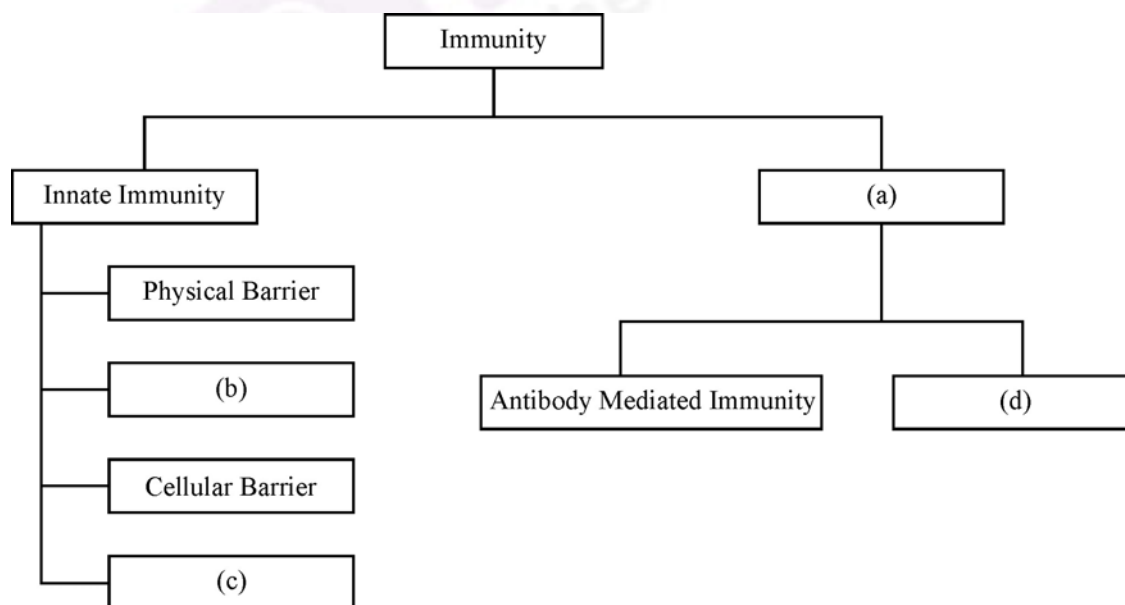 Immunity
Innate Immunity
(a)
Physical Barrier
(b)
Antibody Mediated Immunity
(d)
Cellular Barrier
(c)